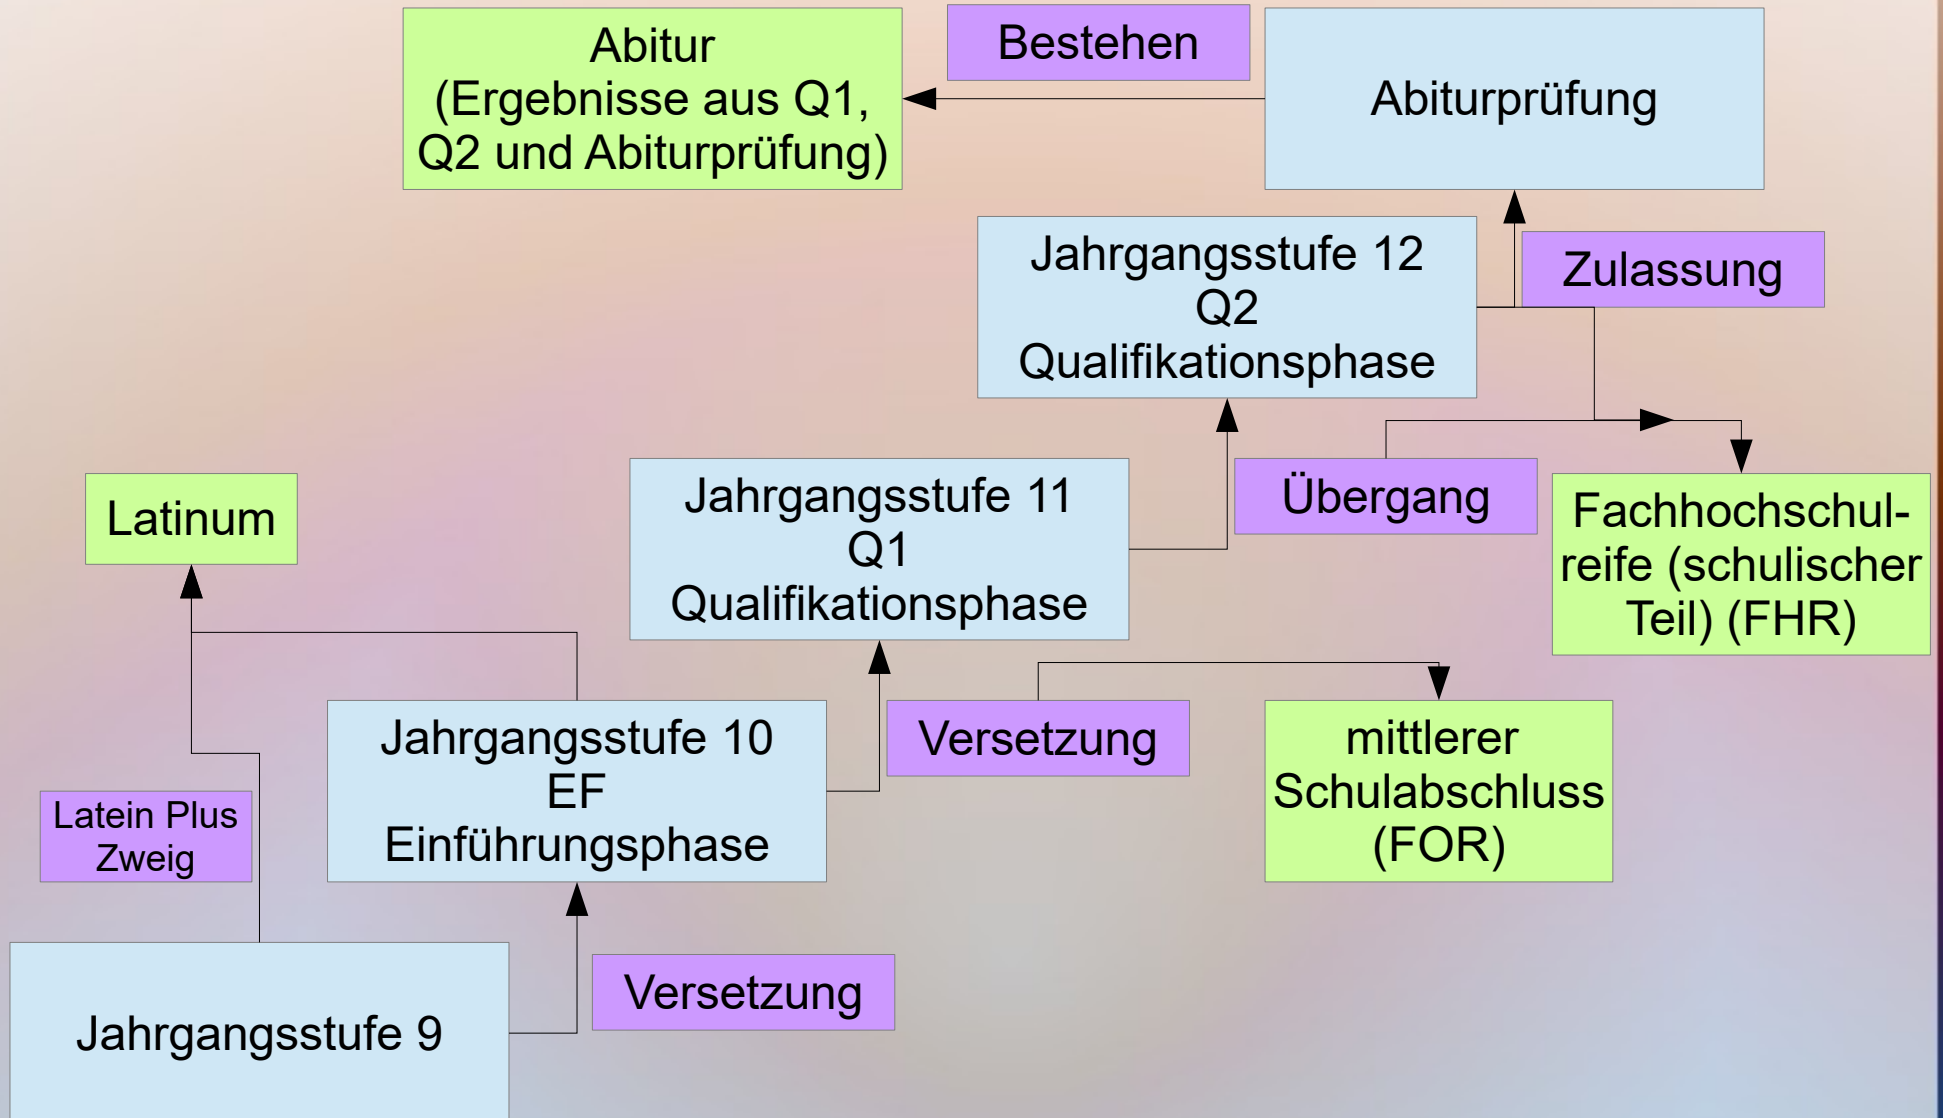 Abitur
(Ergebnisse aus Q1,
Q2 und Abiturprüfung)
Bestehen
Abiturprüfung
Jahrgangsstufe 12
Q2
Qualifikationsphase
Zulassung
Latinum
Jahrgangsstufe 11
Q1
Qualifikationsphase
Übergang
Fachhochschul-
reife (schulischer
Teil) (FHR)
Jahrgangsstufe 10
EF
Einführungsphase
Versetzung
mittlerer
Schulabschluss
(FOR)
Latein Plus
Zweig
Jahrgangsstufe 9
Versetzung